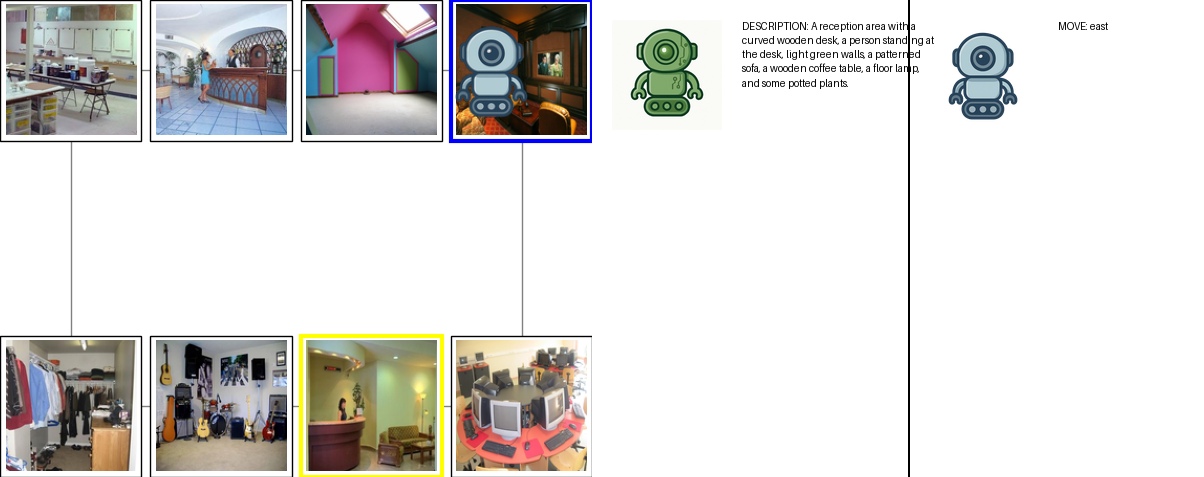 DESCRIPTION: A reception area with a
curved wooden desk, a person standing at
the desk, light green walls, a patterned
sofa, a wooden coffee table, a floor lamp,
and some potted plants.
MOVE: east